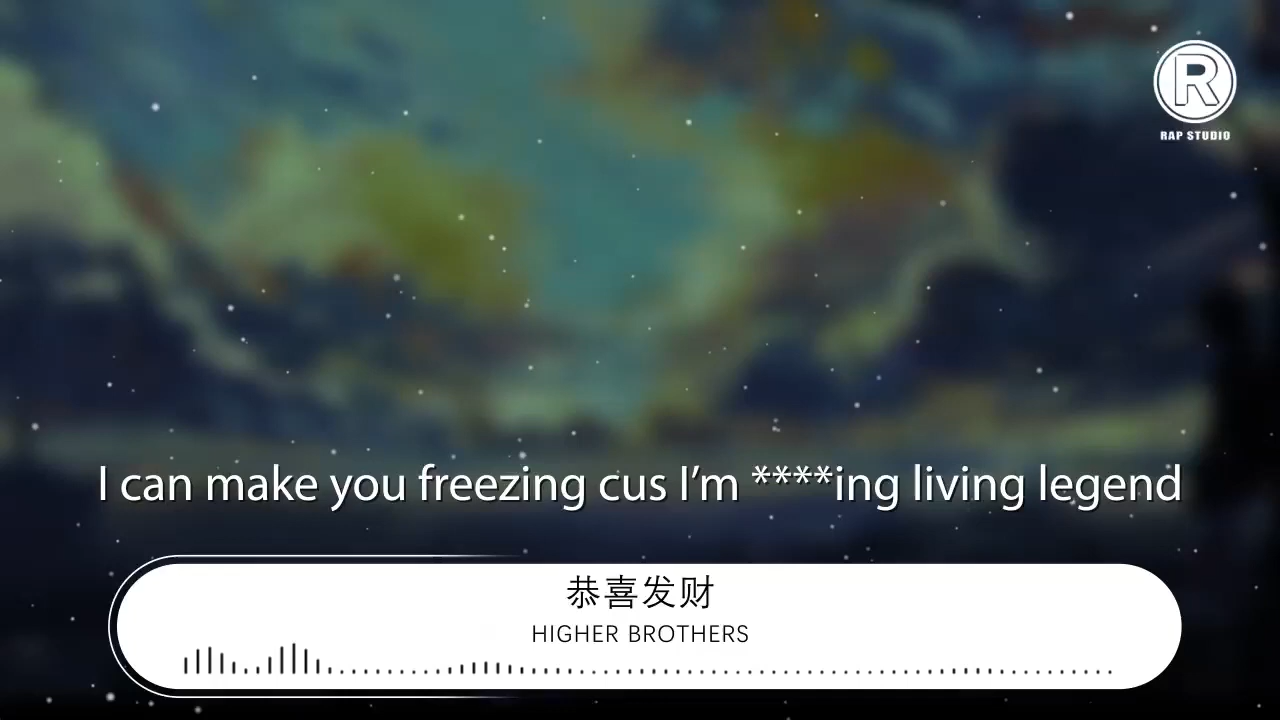 R
RAP STUDIO
I can make you freezing cus I’m ****ing living legend
恭喜发财
HIGHER BROTHERS